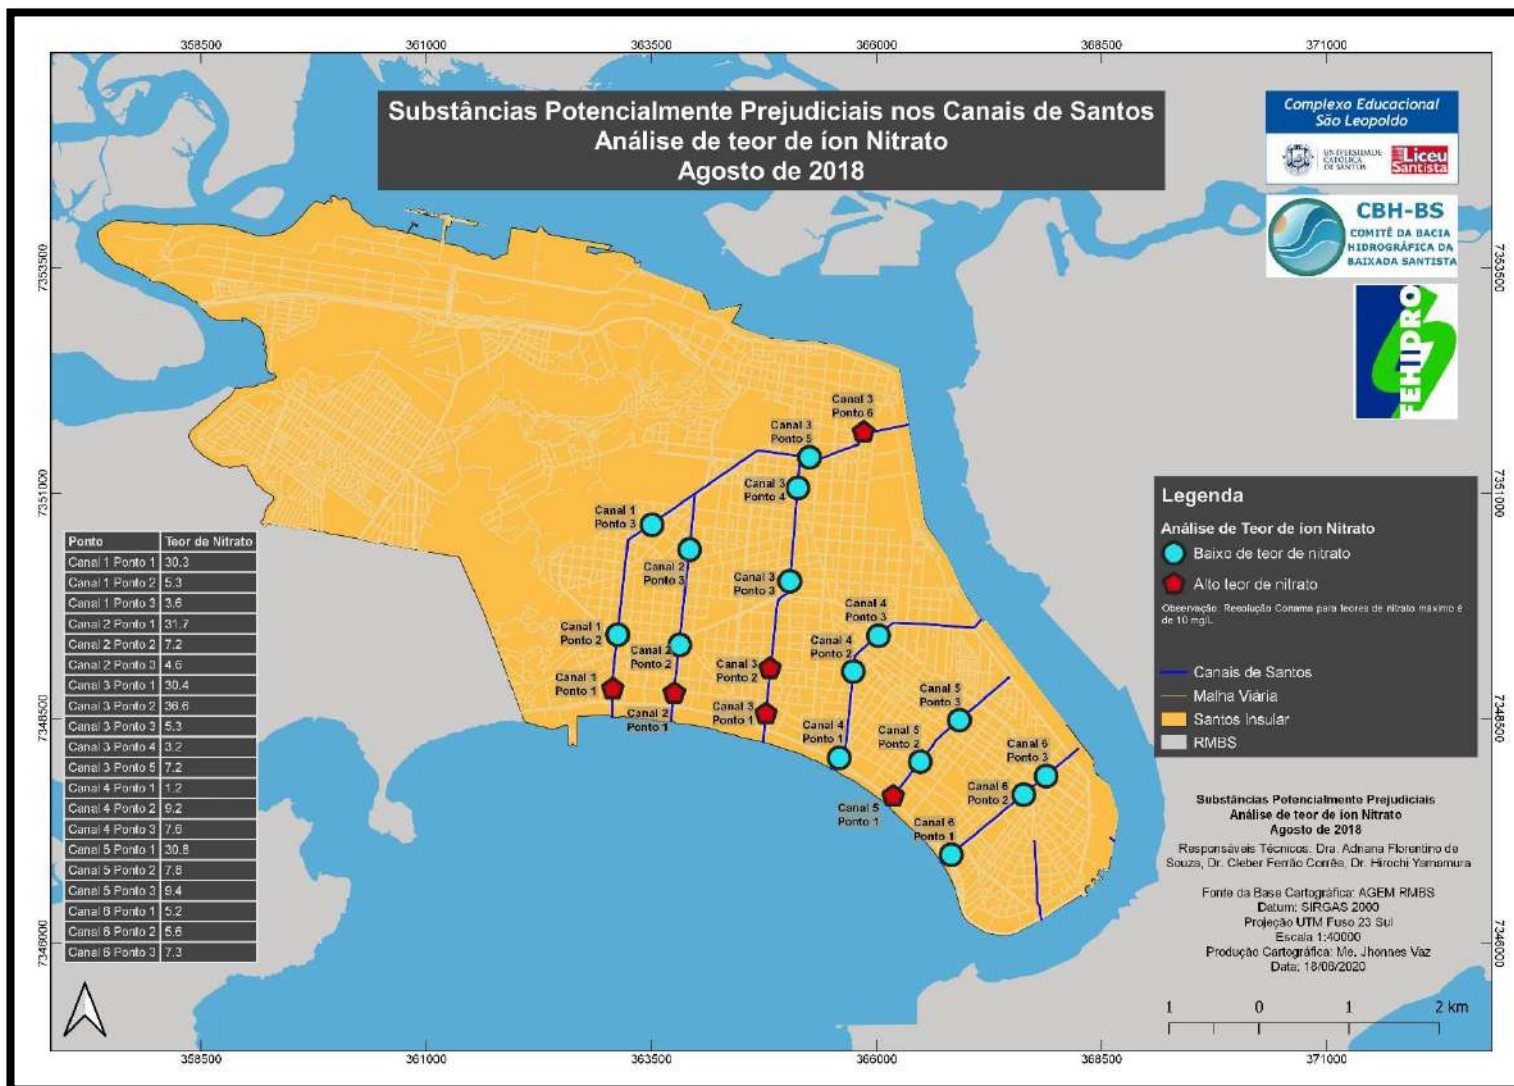 358500
361000
363500
366000
368500
371000
Substâncias Potencialmente Prejudiciais nos Canais de Santos
Análise de teor de íon Nitrato
Agosto de 2018
Complexo Educacional
São Leopoldo
UNIVERSIDADE
CATÓLICA
DE SANTOS
Liceu
Santista
CBH-BS
COMITÊ DA BACIA
HIDROGRÁFICA DA
BAIXADA SANTISTA
FEHIDRO
7353500
7353500
7351000
7351000
7348500
7348500
7346000
7346000
Canal 3
Ponto 6
Canal 3
Ponto 5
Canal 3
Ponto 4
Canal 1
Ponto 3
Canal 2
Ponto 3
Canal 3
Ponto 3
Canal 4
Ponto 3
Canal 1
Ponto 2
Canal 2
Ponto 2
Canal 4
Ponto 2
Canal 3
Ponto 2
Canal 1
Ponto 1
Canal 2
Ponto 1
Canal 3
Ponto 1
Canal 5
Ponto 3
Canal 4
Ponto 1
Canal 5
Ponto 2
Canal 6
Ponto 3
Canal 6
Ponto 2
Canal 5
Ponto 1
Canal 6
Ponto 1
Ponto Teor de Nitrato
Canal 1 Ponto 1 30.3
Canal 1 Ponto 2 5.3
Canal 1 Ponto 3 3.6
Canal 2 Ponto 1 31.7
Canal 2 Ponto 2 7.2
Canal 2 Ponto 3 4.6
Canal 3 Ponto 1 30.4
Canal 3 Ponto 2 36.6
Canal 3 Ponto 3 5.3
Canal 3 Ponto 4 3.2
Canal 3 Ponto 5 7.2
Canal 4 Ponto 1 1.2
Canal 4 Ponto 2 9.2
Canal 4 Ponto 3 7.6
Canal 5 Ponto 1 30.8
Canal 5 Ponto 2 7.8
Canal 5 Ponto 3 9.4
Canal 6 Ponto 1 5.2
Canal 6 Ponto 2 5.6
Canal 6 Ponto 3 7.3
Legenda
Análise de Teor de íon Nitrato
Baixo de teor de nitrato
Alto teor de nitrato
Observação: Resolução Conama para teores de nitrato máximo é
de 10 mg/L
Canais de Santos
Malha Viária
Santos Insular
RMBS
Substâncias Potencialmente Prejudiciais
Análise de teor de íon Nitrato
Agosto de 2018
Responsáveis Técnicos: Dra. Adriana Florentino de
Souza, Dr. Cleber Ferrão Corrêa, Dr. Hirochi Yamamura
Fonte da Base Cartográfica: AGEM RMBS
Datum: SIRGAS 2000
Projeção UTM Fuso 23 Sul
Escala 1:40000
Produção Cartográfica: Me. Jhonnes Vaz
Data: 18/06/2020
1 0 1 2 km
358500
361000
363500
366000
368500
371000